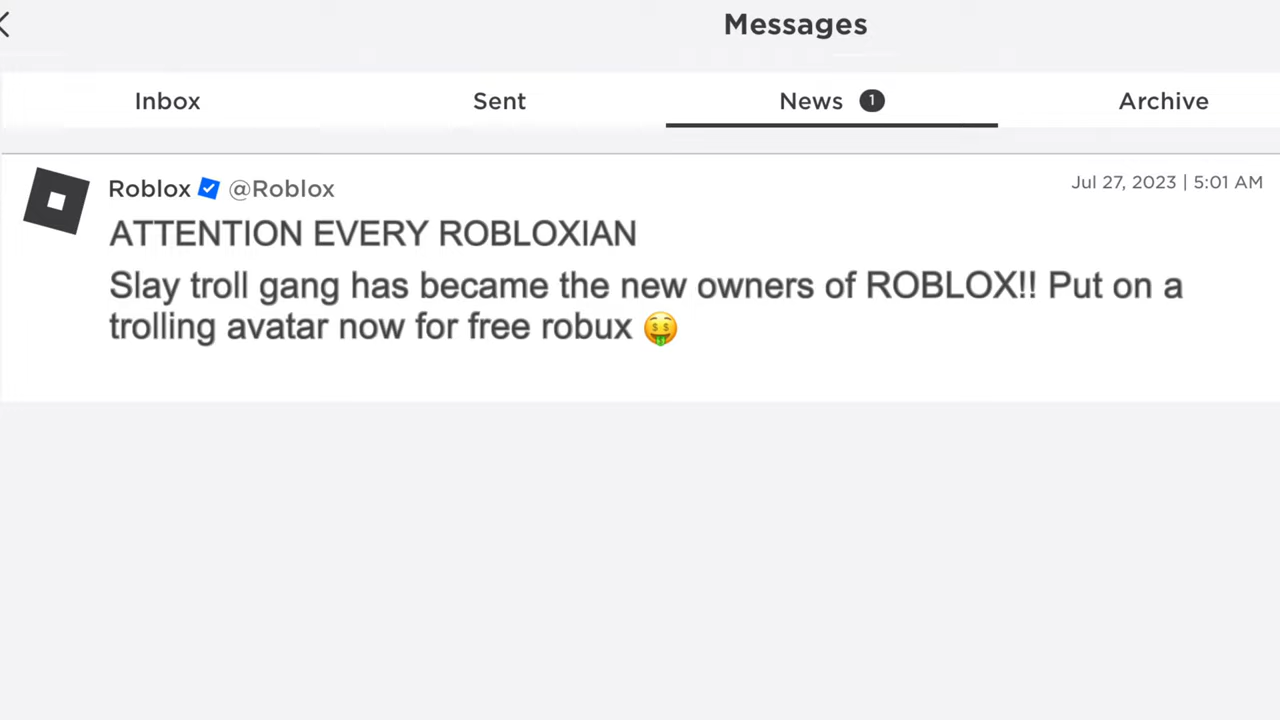 Messages
Inbox Sent News 1 Archive
Roblox @Roblox Jul 27, 2023 | 5:01 AM
ATTENTION EVERY ROBLOXIAN
Slay troll gang has became the new owners of ROBLOX!! Put on a
trolling avatar now for free robux 🤑